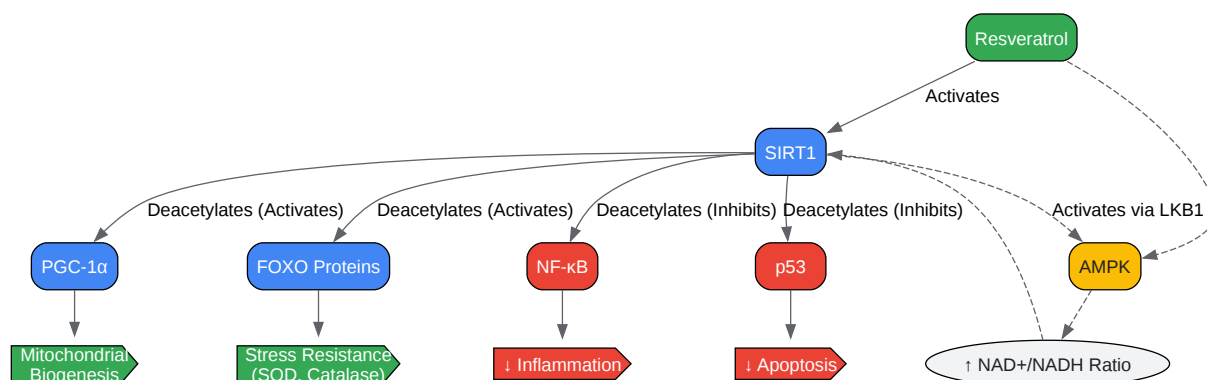 Resveratrol
Activates
SIRT1
Deacetylates (Activates)
Deacetylates (Activates)
Deacetylates (Inhibits)
Deacetylates (Inhibits)
Activates via LKB1
PGC-1α
FOXO Proteins
NF-κB
p53
AMPK
Mitochondrial
Biogenesis
Stress Resistance
(SOD, Catalase)
↓ Inflammation
↓ Apoptosis
↑ NAD+/NADH Ratio